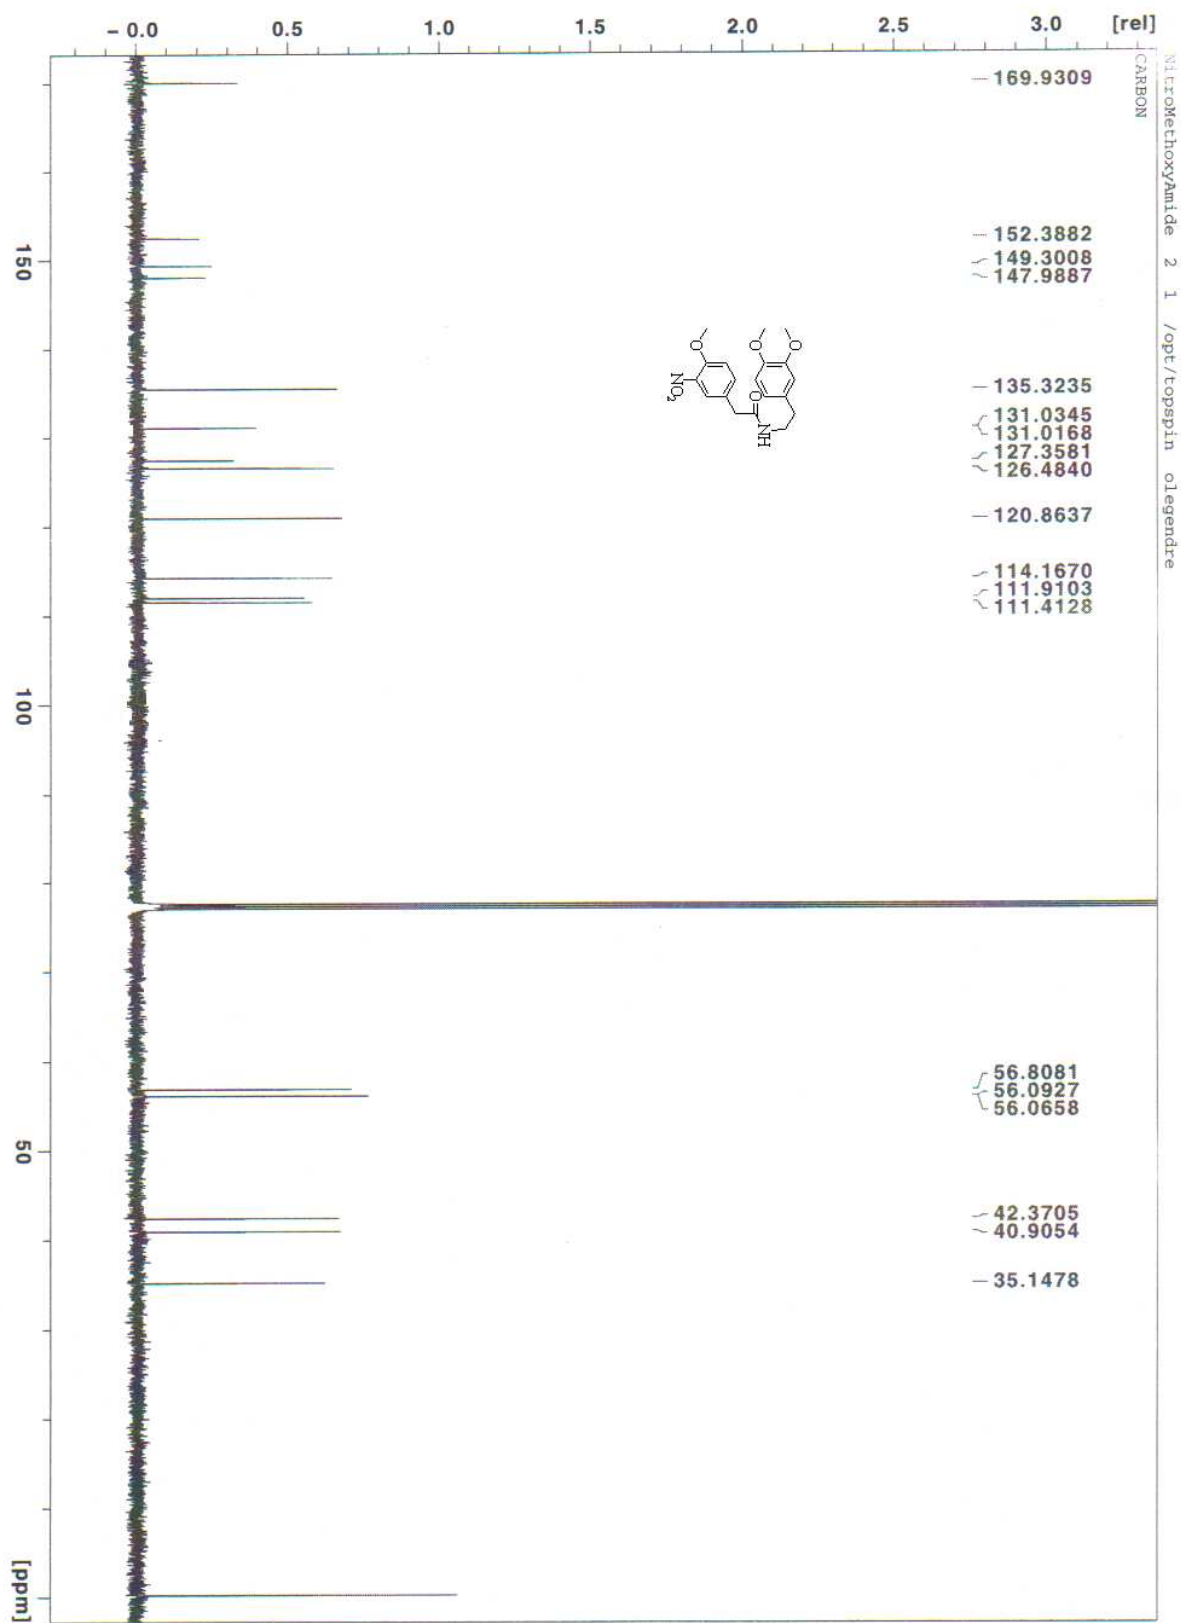 NitroMethoxyAmide 2 1 /opt/topspin olegendre
CARBON
- 0.0 0.5 1.0 1.5 2.0 2.5 3.0 [rel]
169.9309
152.3882
149.3008
147.9887
135.3235
131.0345
131.0168
127.3581
126.4840
120.8637
114.1670
111.9103
111.4128
56.8081
56.0927
56.0658
42.3705
40.9054
35.1478
O
O
O
NO2
O
NH
150
100
50
[ppm]